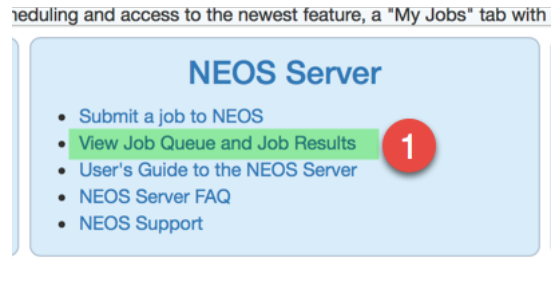 scheduling and access to the newest feature, a "My Jobs" tab with
NEOS Server
Submit a job to NEOS
View Job Queue and Job Results
1
User's Guide to the NEOS Server
NEOS Server FAQ
NEOS Support